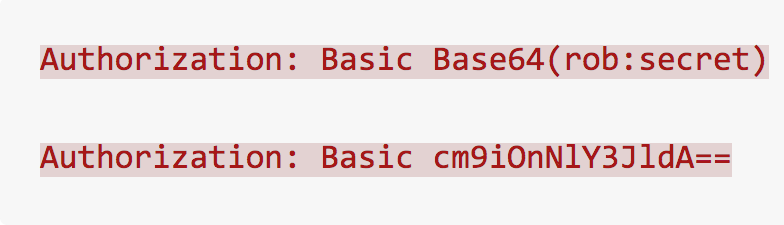 Authorization: Basic Base64(rob:secret)
Authorization: Basic cm9iOnNlY3JldA==